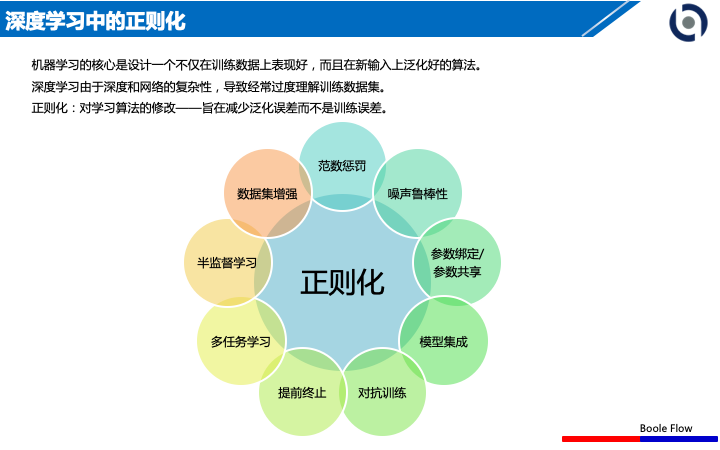 深度学习中的正则化
机器学习的核心是设计一个不仅在训练数据上表现好，而且在新输入上泛化好的算法。
深度学习由于深度和网络的复杂性，导致经常过度理解训练数据集。
正则化：对学习算法的修改——旨在减少泛化误差而不是训练误差。
范数惩罚
数据集增强
噪声鲁棒性
半监督学习
参数绑定/
参数共享
正则化
多任务学习
模型集成
提前终止
对抗训练
Boole Flow